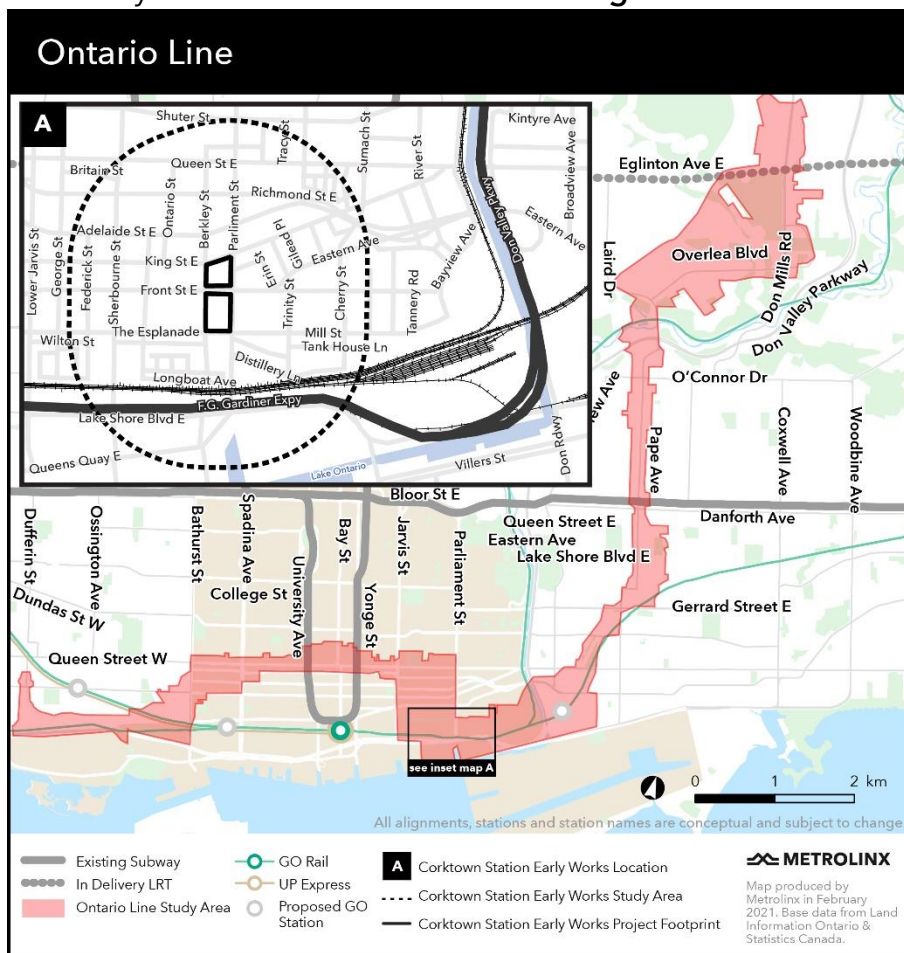 Ontario Line
A
Shuter St
Kintyre Ave
Tracy St
Sumach St
River St
Britain St
Queen St E
Ontario St
Berkley St
Parliment St
Richmond St E
Don Valley Pkwy
Broadview Ave
Eastern Ave
Lower Jarvis St
George St
Federick St
Sherbourne St
Adelaide St E
King St E
Front St E
Erin St
Gilead Pl
Eastern Ave
Bayview Ave
Trinity St
Cherry St
Tannery Rd
The Esplanade
Wilton St
Mill St
Tank House Ln
Distillery Ln
Longboat Ave
F.G. Gardiner Expy
Lake Shore Blvd E
Queens Quay E
Lake Ontario
Villers St
Don Rdwy
Eglinton Ave E
Laird Dr
Overlea Blvd
Don Mills Rd
Don Valley Parkway
O'Connor Dr
Pape Ave
Coxwell Ave
Woodbine Ave
Bloor St E
Danforth Ave
Queen Street E
Eastern Ave
Lake Shore Blvd E
Gerrard Street E
Dufferin St
Ossington Ave
Bathurst St
Spadina Ave
University Ave
Bay St
Yonge St
Jarvis St
Parliament St
College St
Dundas St W
Queen Street W
see inset map A
0 1 2 km
All alignments, stations and station names are conceptual and subject to change
Existing Subway
In Delivery LRT
Ontario Line Study Area
GO Rail
UP Express
Proposed GO
Station
A Corktown Station Early Works Location
Corktown Station Early Works Study Area
Corktown Station Early Works Project Footprint
METROLINX
Map produced by
Metrolinx in February
2021. Base data from Land
Information Ontario &
Statistics Canada.